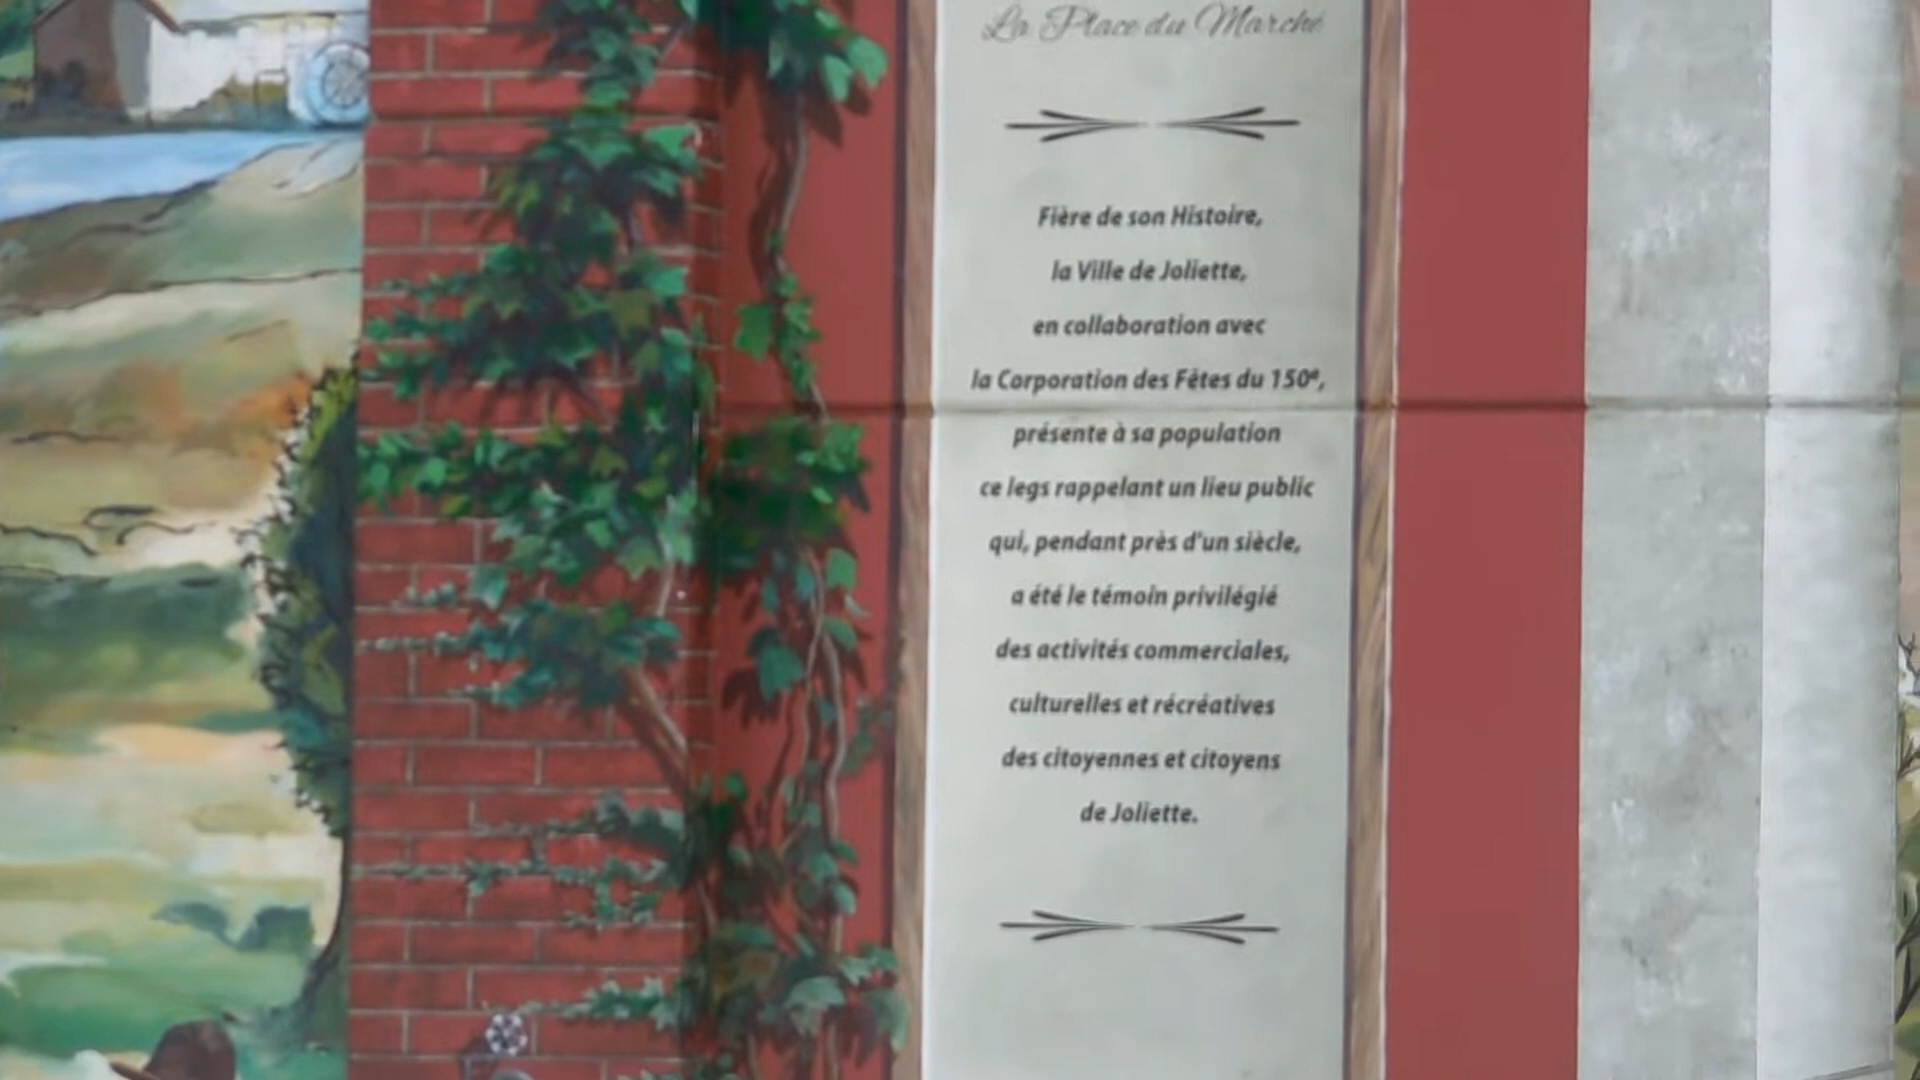 La Place du Marché
Fière de son Histoire,
la Ville de Joliette,
en collaboration avec
la Corporation des Fêtes du 150ᵉ,
présente à sa population
ce legs rappelant un lieu public
qui, pendant près d'un siècle,
a été le témoin privilégié
des activités commerciales,
culturelles et récréatives
des citoyennes et citoyens
de Joliette.